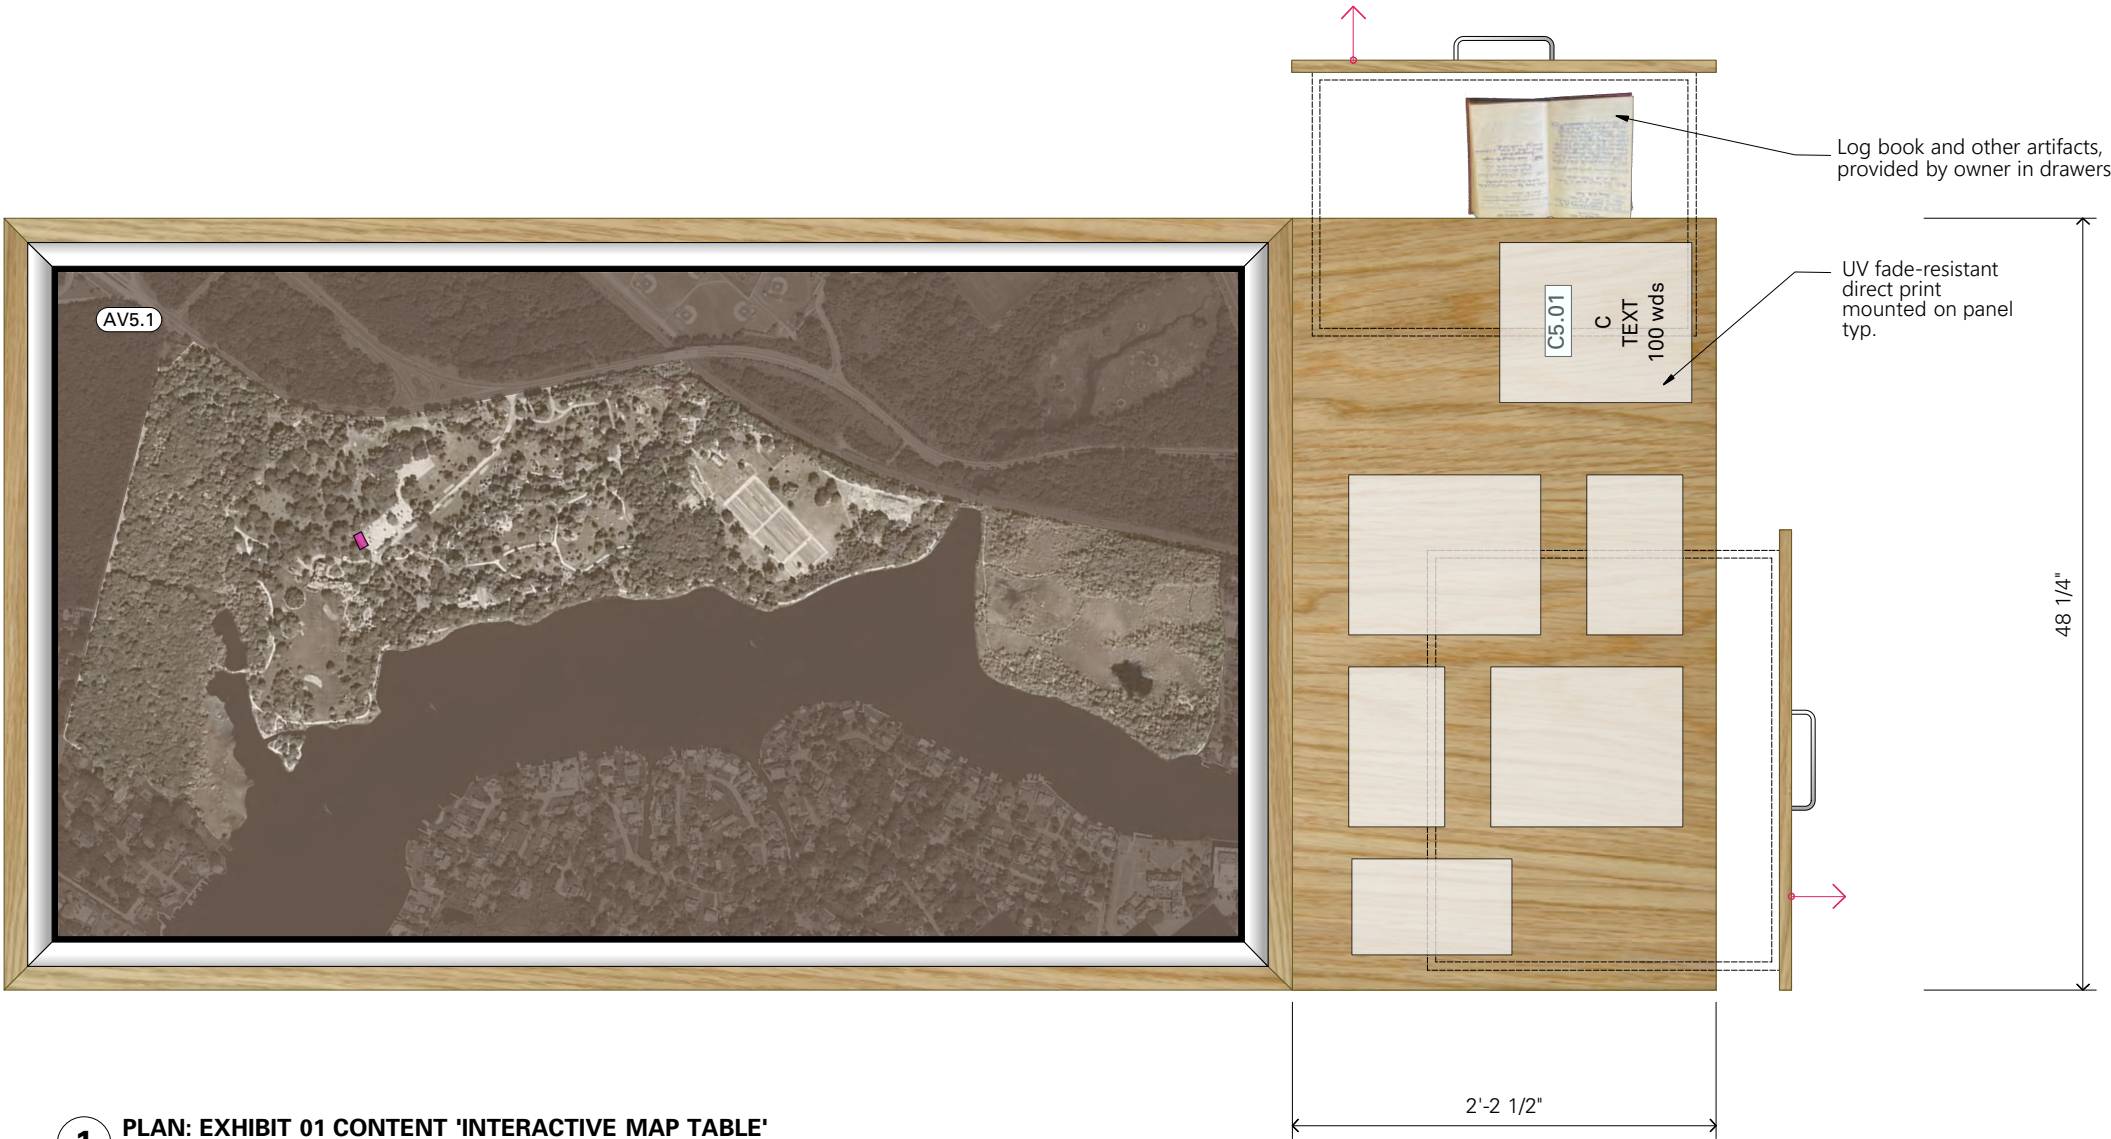 Log book and other artifacts,
provided by owner in drawers
AV5.1
UV fade-resistant
direct print
mounted on panel
typ.
C5.01
C
TEXT
100 wds
48 1/4"
2'-2 1/2"
1
PLAN: EXHIBIT 01 CONTENT 'INTERACTIVE MAP TABLE'